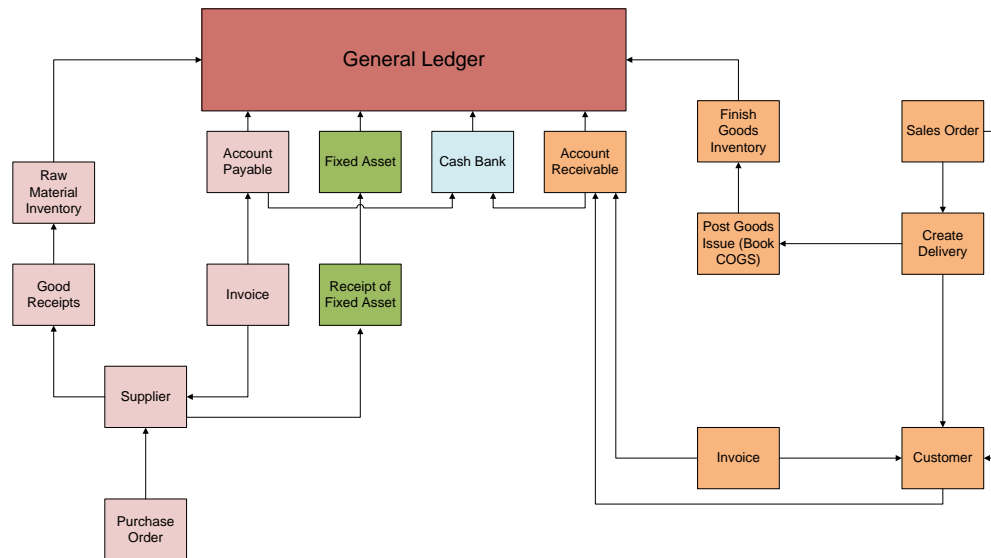 General Ledger
Account
Payable
Fixed Asset
Cash Bank
Account
Receivable
Finish
Goods
Inventory
Sales Order
Raw
Material
Inventory
Post Goods
Issue (Book
COGS)
Create
Delivery
Good
Receipts
Invoice
Receipt of
Fixed Asset
Supplier
Invoice
Customer
Purchase
Order